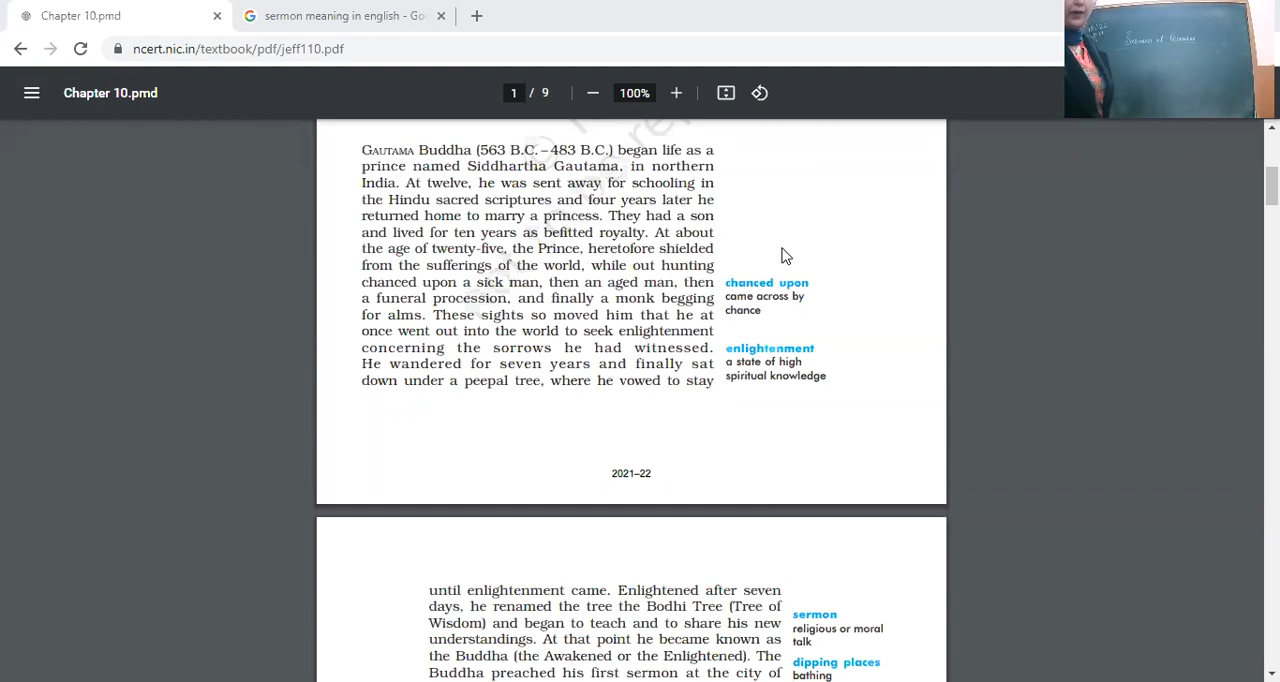 Chapter 10.pmd
sermon meaning in english - Go
ncert.nic.in/textbook/pdf/jeff110.pdf
Chapter 10.pmd
1 / 9
100%
Sermon at
GAUTAMA Buddha (563 B.C. – 483 B.C.) began life as a
prince named Siddhartha Gautama, in northern
India. At twelve, he was sent away for schooling in
the Hindu sacred scriptures and four years later he
returned home to marry a princess. They had a son
and lived for ten years as befitted royalty. At about
the age of twenty-five, the Prince, heretofore shielded
from the sufferings of the world, while out hunting
chanced upon a sick man, then an aged man, then
a funeral procession, and finally a monk begging
for alms. These sights so moved him that he at
once went out into the world to seek enlightenment
concerning the sorrows he had witnessed.
He wandered for seven years and finally sat
down under a peepal tree, where he vowed to stay
chanced upon
came across by
chance
enlightenment
a state of high
spiritual knowledge
2021–22
until enlightenment came. Enlightened after seven
days, he renamed the tree the Bodhi Tree (Tree of
Wisdom) and began to teach and to share his new
understandings. At that point he became known as
the Buddha (the Awakened or the Enlightened). The
Buddha preached his first sermon at the city of
sermon
religious or moral
talk
dipping places
bathing